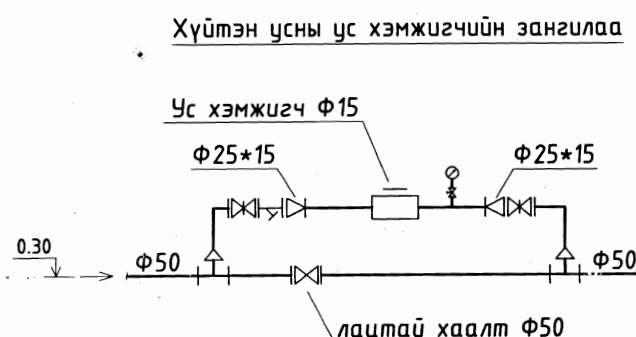 Хүйтэн усны ус хэмжигчийн зангилаа
Ус хэмжигч Ф15
Ф25*15 Ф25*15
0.30
Ф50 Ф50
лацтай хаалт Ф50